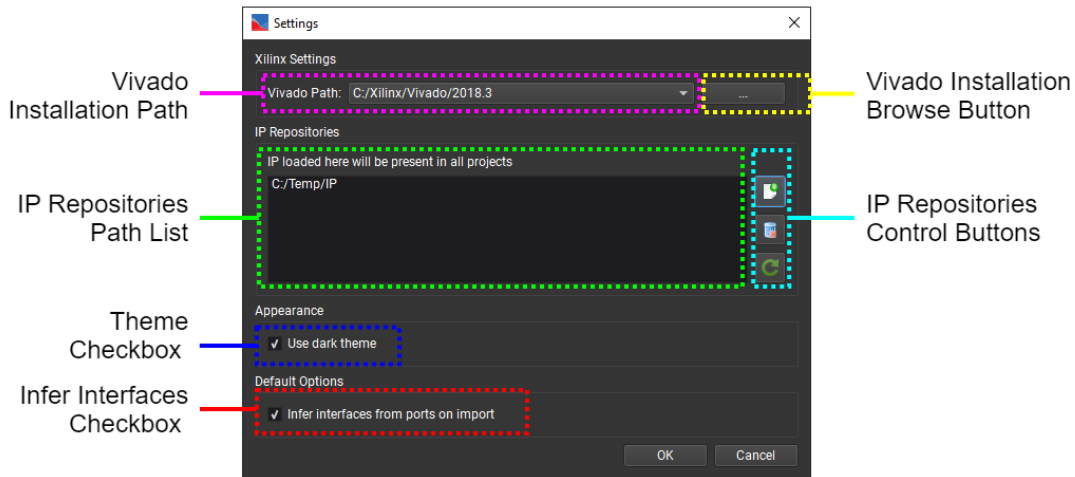 Settings
Xilinx Settings
Vivado
Installation Path
Vivado Path: C:/Xilinx/Vivado/2018.3
...
Vivado Installation
Browse Button
IP Repositories
IP loaded here will be present in all projects
C:/Temp/IP
IP Repositories
Path List
IP Repositories
Control Buttons
Appearance
Theme
Checkbox
Use dark theme
Default Options
Infer Interfaces
Checkbox
Infer interfaces from ports on import
OK
Cancel